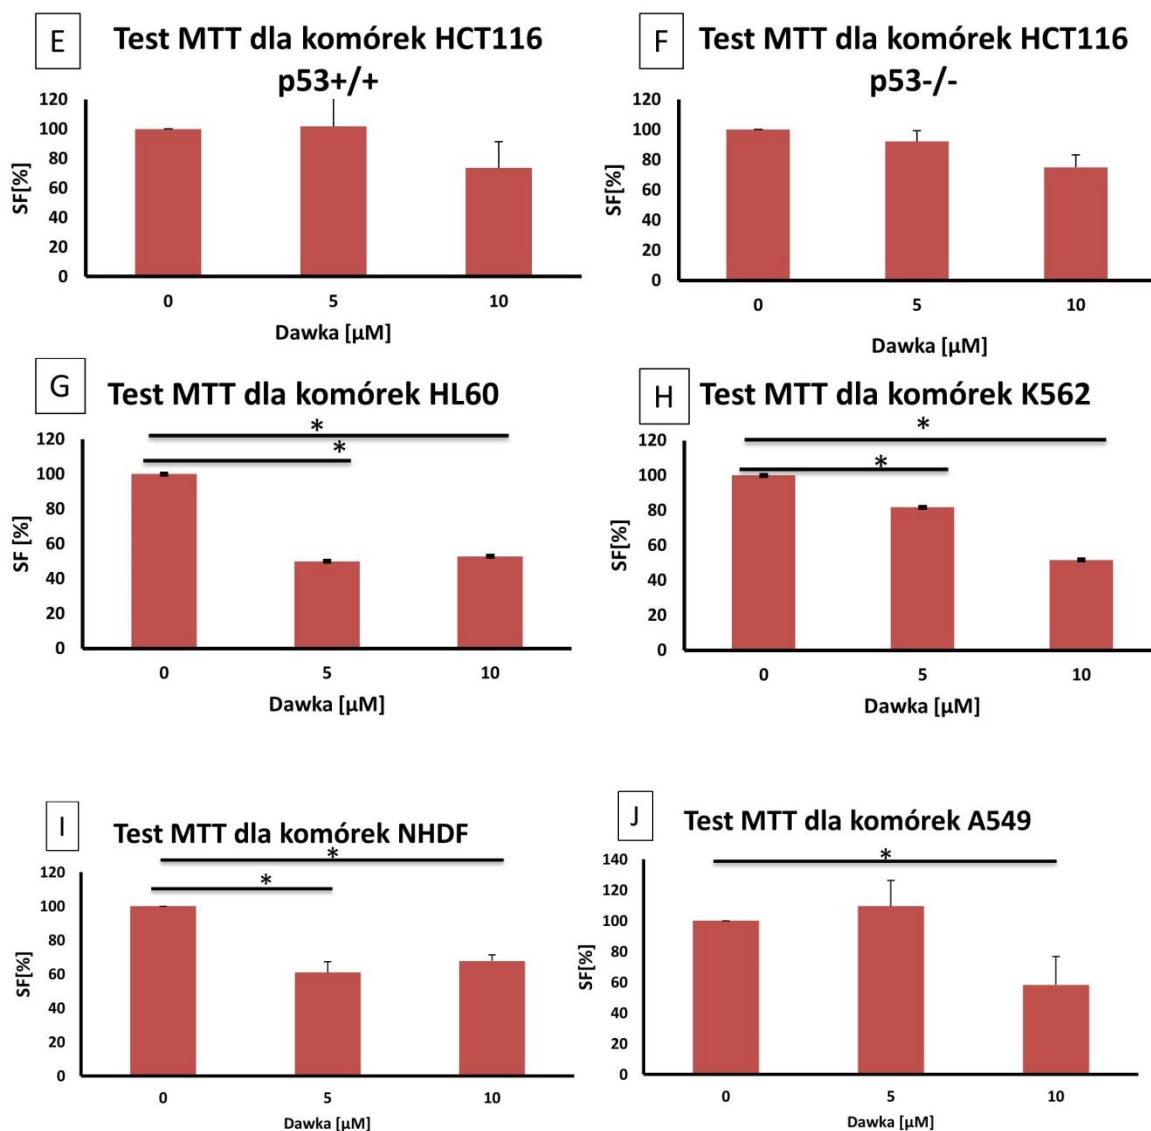 E
Test MTT dla komórek HCT116
p53+/+
120
100
80
60
40
20
0
SF[%]
0 5 10
Dawka [µM]
F
Test MTT dla komórek HCT116
p53-/-
120
100
80
60
40
20
0
SF[%]
0 5 10
Dawka [µM]
G
Test MTT dla komórek HL60
*
*
120
100
80
60
40
20
0
SF [%]
0 5 10
Dawka [µM]
H
Test MTT dla komórek K562
*
*
120
100
80
60
40
20
0
SF[%]
0 5 10
Dawka [µM]
I
Test MTT dla komórek NHDF
*
*
120
100
80
60
40
20
0
SF[%]
0 5 10
Dawka [µM]
J
Test MTT dla komórek A549
*
140
120
100
80
60
40
20
0
SF[%]
0 5 10
Dawka [µM]